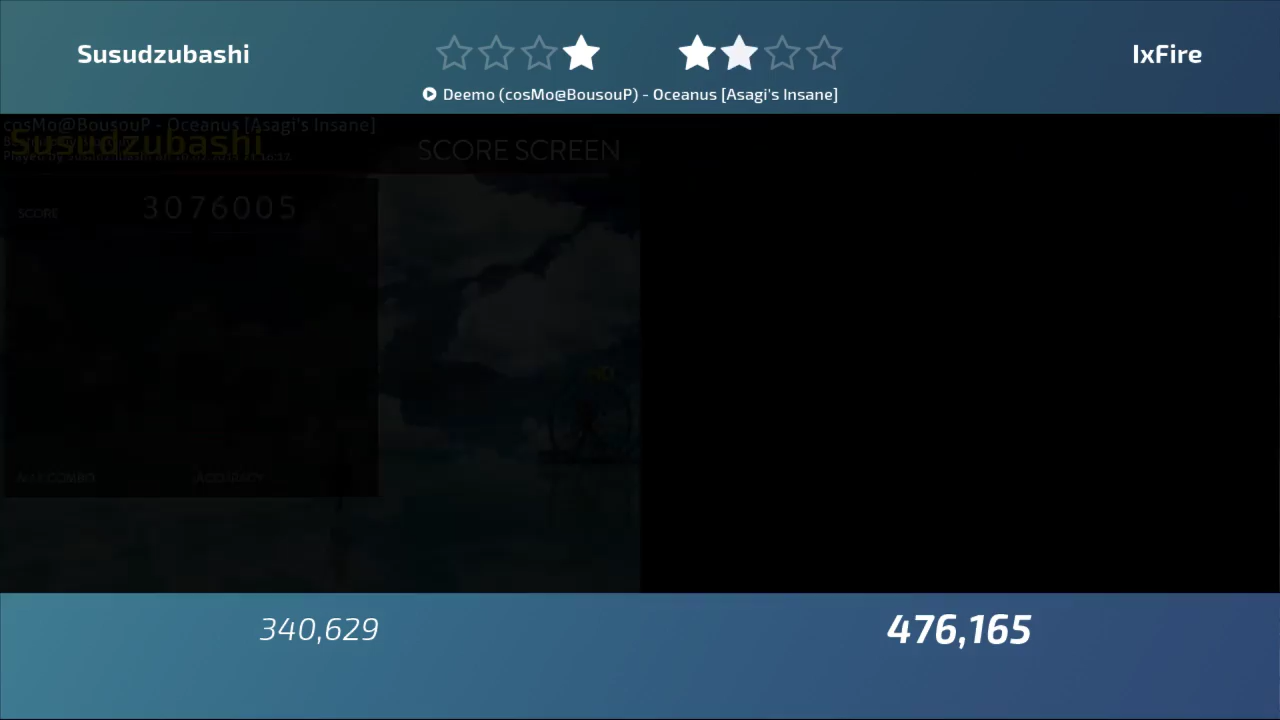 Susudzubashi
IxFire
Deemo (cosMo@BousouP) - Oceanus [Asagi's Insane]
cosMo@BousouP - Oceanus [Asagi's Insane]
Susudzubashi
SCORE SCREEN
SCORE
3076005
ACCURACY
340,629
476,165